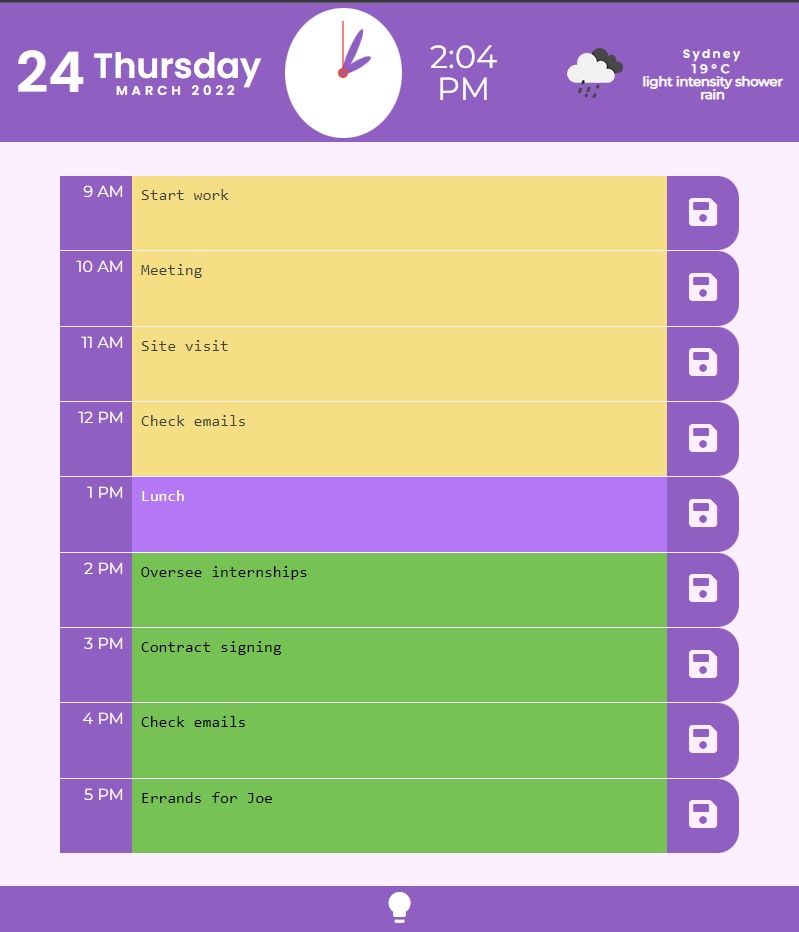 24 Thursday
MARCH 2022
2:04
PM
Sydney
19°C
light intensity shower
rain
9 AM Start work
10 AM Meeting
11 AM Site visit
12 PM Check emails
1 PM Lunch
2 PM Oversee internships
3 PM Contract signing
4 PM Check emails
5 PM Errands for Joe